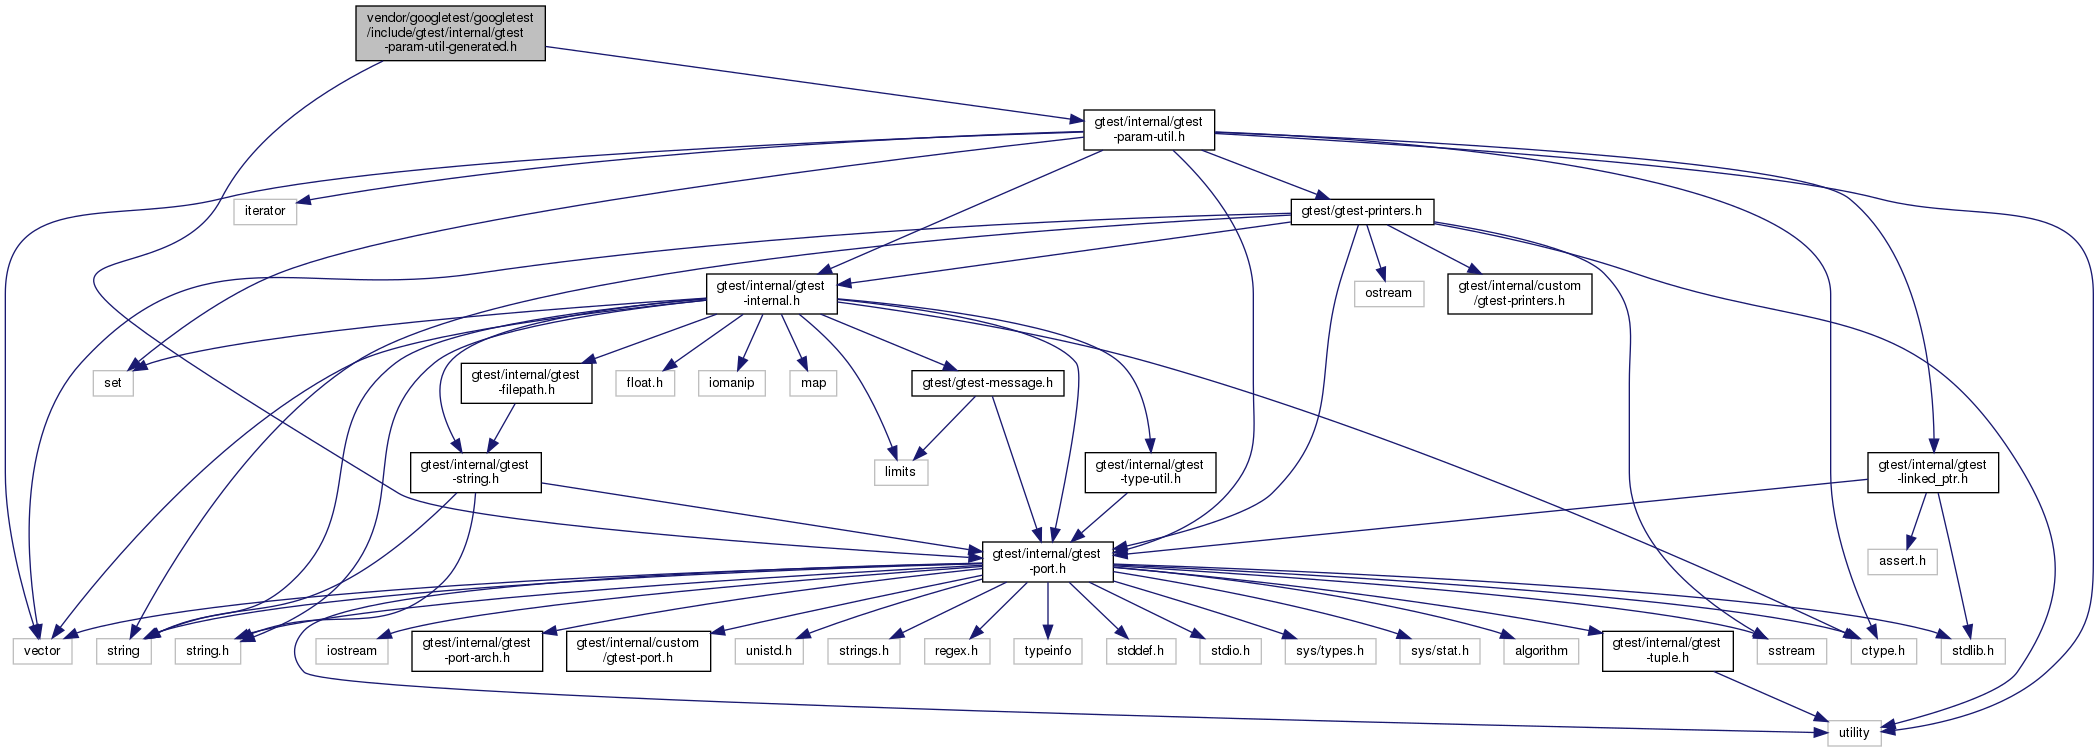 vendor/googletest/googletest
/include/gtest/internal/gtest
-param-util-generated.h
gtest/internal/gtest
-param-util.h
iterator
gtest/gtest-printers.h
gtest/internal/gtest
-internal.h
ostream
gtest/internal/custom
/gtest-printers.h
set
gtest/internal/gtest
-filepath.h
float.h
iomanip
map
gtest/gtest-message.h
gtest/internal/gtest
-string.h
limits
gtest/internal/gtest
-type-util.h
gtest/internal/gtest
-linked_ptr.h
gtest/internal/gtest
-port.h
assert.h
vector
string
string.h
iostream
gtest/internal/gtest
-port-arch.h
gtest/internal/custom
/gtest-port.h
unistd.h
strings.h
regex.h
typeinfo
stddef.h
stdio.h
sys/types.h
sys/stat.h
algorithm
gtest/internal/gtest
-tuple.h
sstream
ctype.h
stdlib.h
utility